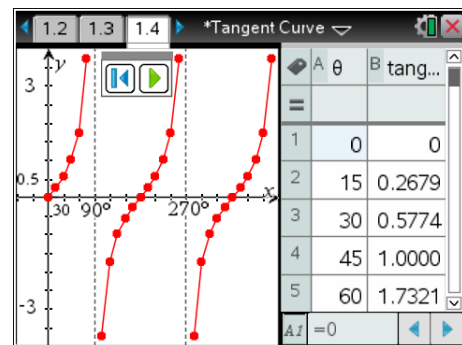 1.2 1.3 1.4 *Tangent Curve
y
3
0.5
30 90° 270° x
-3
A θ B tang...
=
1 0 0
2 15 0.2679
3 30 0.5774
4 45 1.0000
5 60 1.7321
A1 =0